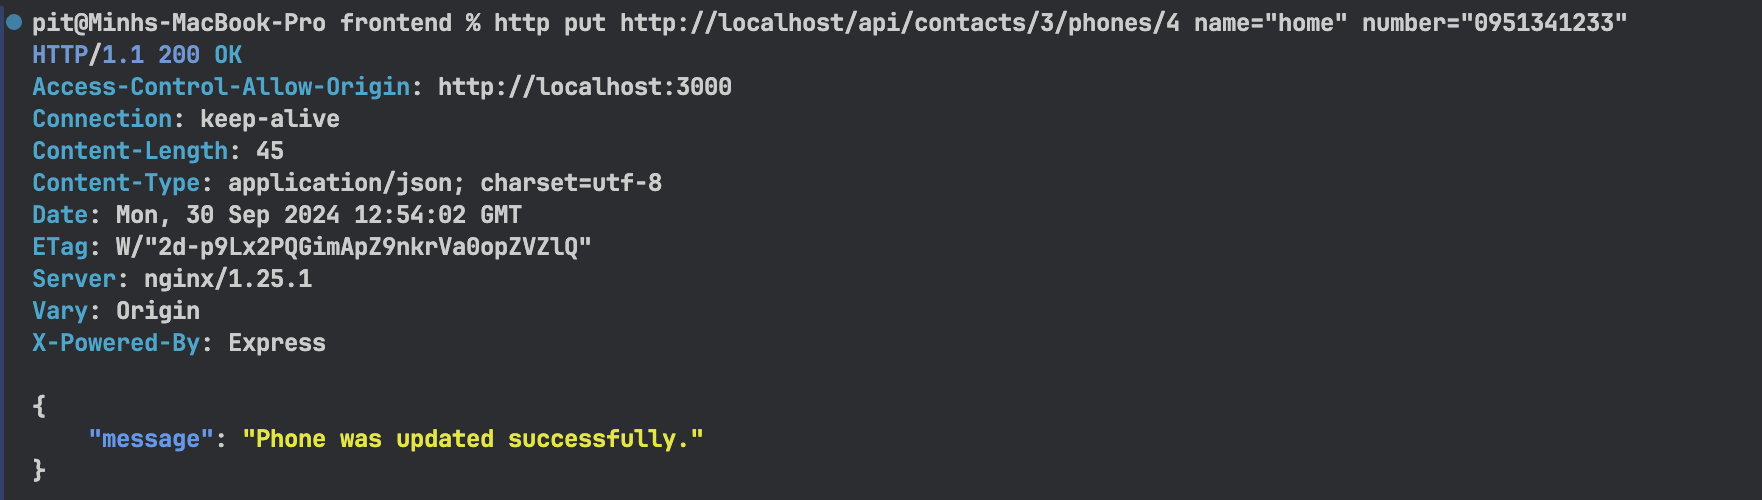 pit@Minhs-MacBook-Pro frontend % http put http://localhost/api/contacts/3/phones/4 name="home" number="0951341233"
HTTP/1.1 200 OK
Access-Control-Allow-Origin: http://localhost:3000
Connection: keep-alive
Content-Length: 45
Content-Type: application/json; charset=utf-8
Date: Mon, 30 Sep 2024 12:54:02 GMT
ETag: W/"2d-p9Lx2PQGimApZ9nkrVa0opZVZlQ"
Server: nginx/1.25.1
Vary: Origin
X-Powered-By: Express

{
    "message": "Phone was updated successfully."
}